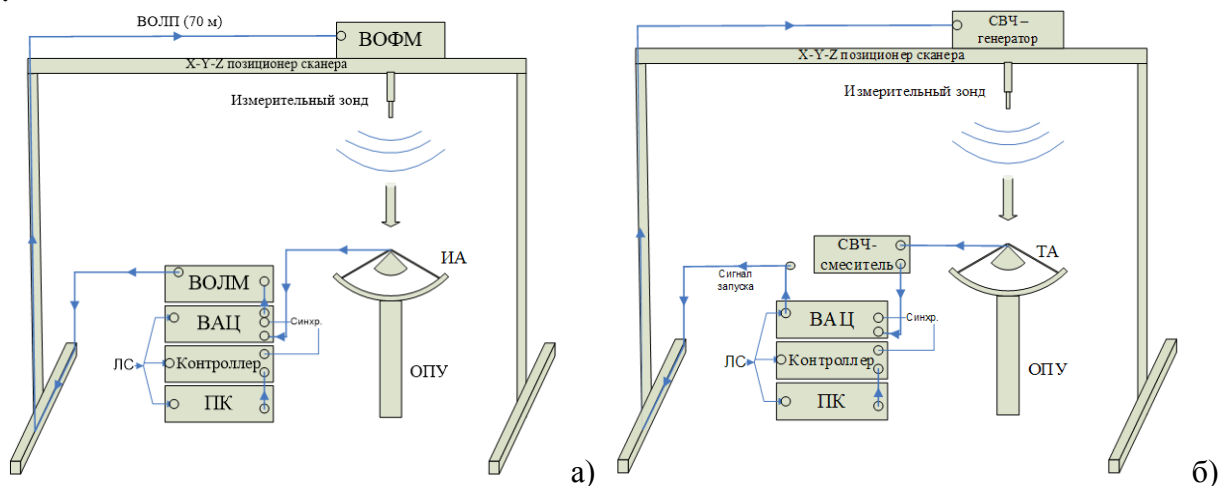 ВОЛП (70 м)
ВОФМ
X-Y-Z позиционер сканера
Измерительный зонд
ИА
ВОЛМ
ВАЦ
Синхр.
ЛС
Контроллер
ПК
ОПУ
а)
СВЧ –
генератор
X-Y-Z позиционер сканера
Измерительный зонд
СВЧ-
смеситель
ТА
Сигнал
запуска
ВАЦ
Синхр.
ЛС
Контроллер
ПК
ОПУ
б)